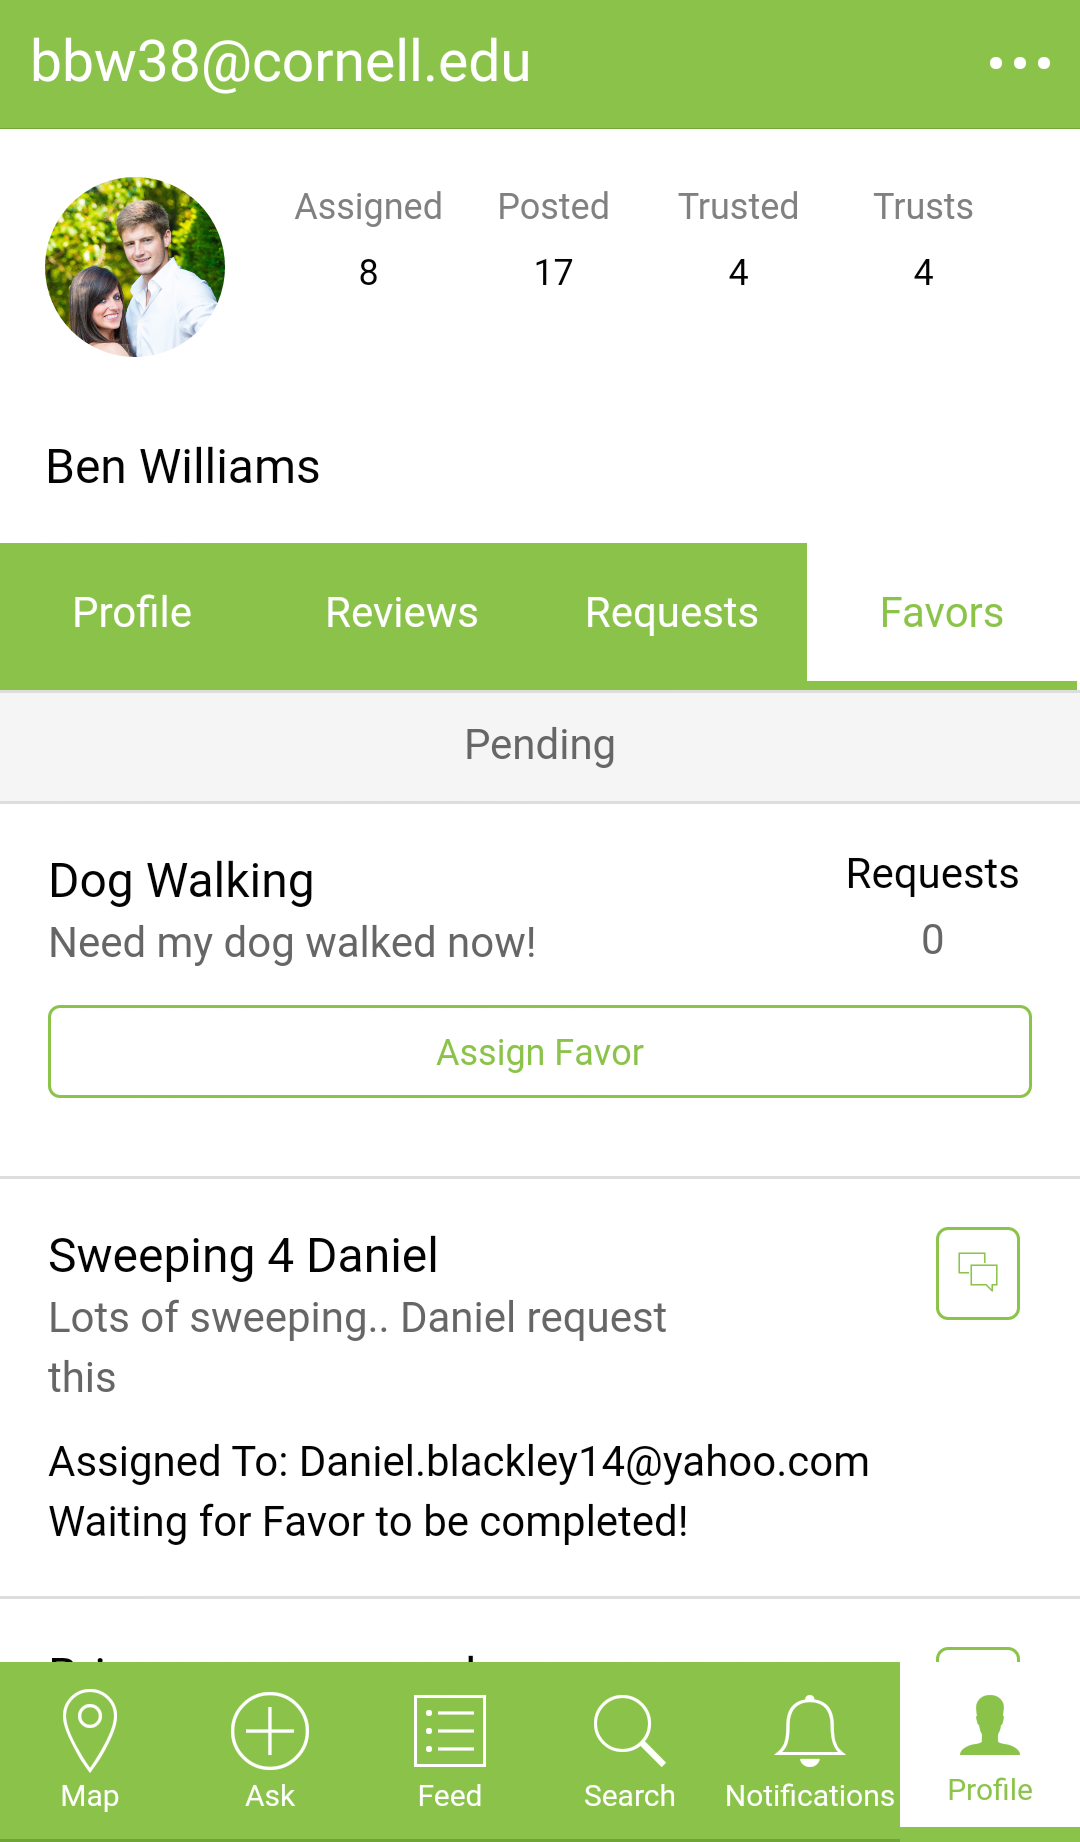 bbw38@cornell.edu
Assigned Posted Trusted Trusts
8 17 4 4
Ben Williams
Profile Reviews Requests Favors
Pending
Dog Walking
Requests
Need my dog walked now!
0
Assign Favor
Sweeping 4 Daniel
Lots of sweeping.. Daniel request
this
Assigned To: Daniel.blackley14@yahoo.com
Waiting for Favor to be completed!
Map Ask Feed Search Notifications Profile